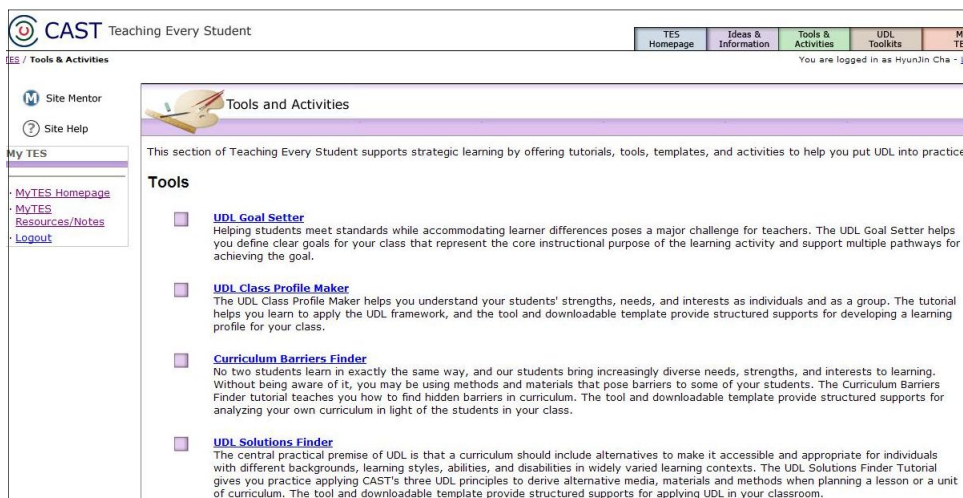 CAST Teaching Every Student
TES Homepage
Ideas & Information
Tools & Activities
UDL Toolkits
TES / Tools & Activities
You are logged in as HyunJin Cha -
M Site Mentor
? Site Help
My TES
· MyTES Homepage
· MyTES
Resources/Notes
· Logout
Tools and Activities
This section of Teaching Every Student supports strategic learning by offering tutorials, tools, templates, and activities to help you put UDL into practice
Tools
UDL Goal Setter
Helping students meet standards while accommodating learner differences poses a major challenge for teachers. The UDL Goal Setter helps
you define clear goals for your class that represent the core instructional purpose of the learning activity and support multiple pathways for
achieving the goal.
UDL Class Profile Maker
The UDL Class Profile Maker helps you understand your students' strengths, needs, and interests as individuals and as a group. The tutorial
helps you learn to apply the UDL framework, and the tool and downloadable template provide structured supports for developing a learning
profile for your class.
Curriculum Barriers Finder
No two students learn in exactly the same way, and our students bring increasingly diverse needs, strengths, and interests to learning.
Without being aware of it, you may be using methods and materials that pose barriers to some of your students. The Curriculum Barriers
Finder tutorial teaches you how to find hidden barriers in curriculum. The tool and downloadable template provide structured supports for
analyzing your own curriculum in light of the students in your class.
UDL Solutions Finder
The central practical premise of UDL is that a curriculum should include alternatives to make it accessible and appropriate for individuals
with different backgrounds, learning styles, abilities, and disabilities in widely varied learning contexts. The UDL Solutions Finder Tutorial
gives you practice applying CAST's three UDL principles to derive alternative media, materials and methods when planning a lesson or a unit
of curriculum. The tool and downloadable template provide structured supports for applying UDL in your classroom.